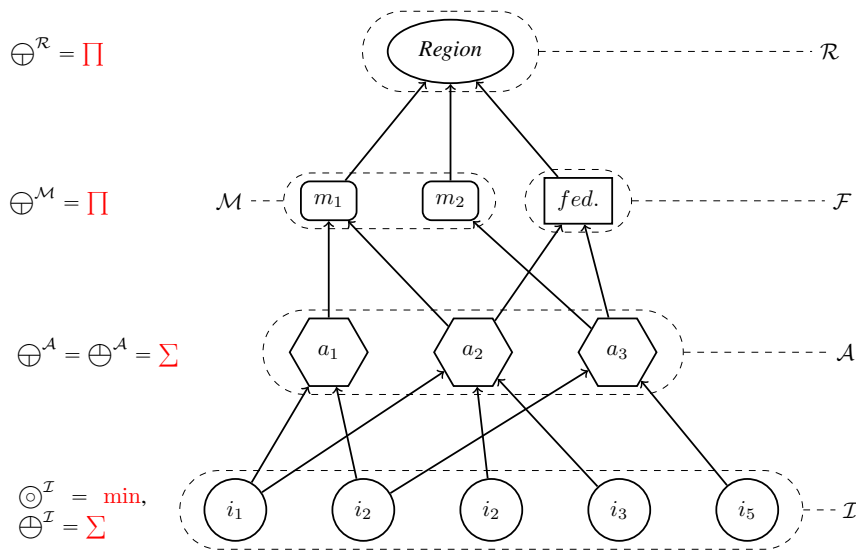 ⦶^ℛ = ∏
Region
ℛ
⦶^ℳ = ∏
ℳ
m₁
m₂
fed.
ℱ
⦶^𝒜 = ⊕^𝒜 = ∑
a₁
a₂
a₃
𝒜
⊚^ℐ = min,
⊕^ℐ = ∑
i₁
i₂
i₂
i₃
i₅
ℐ